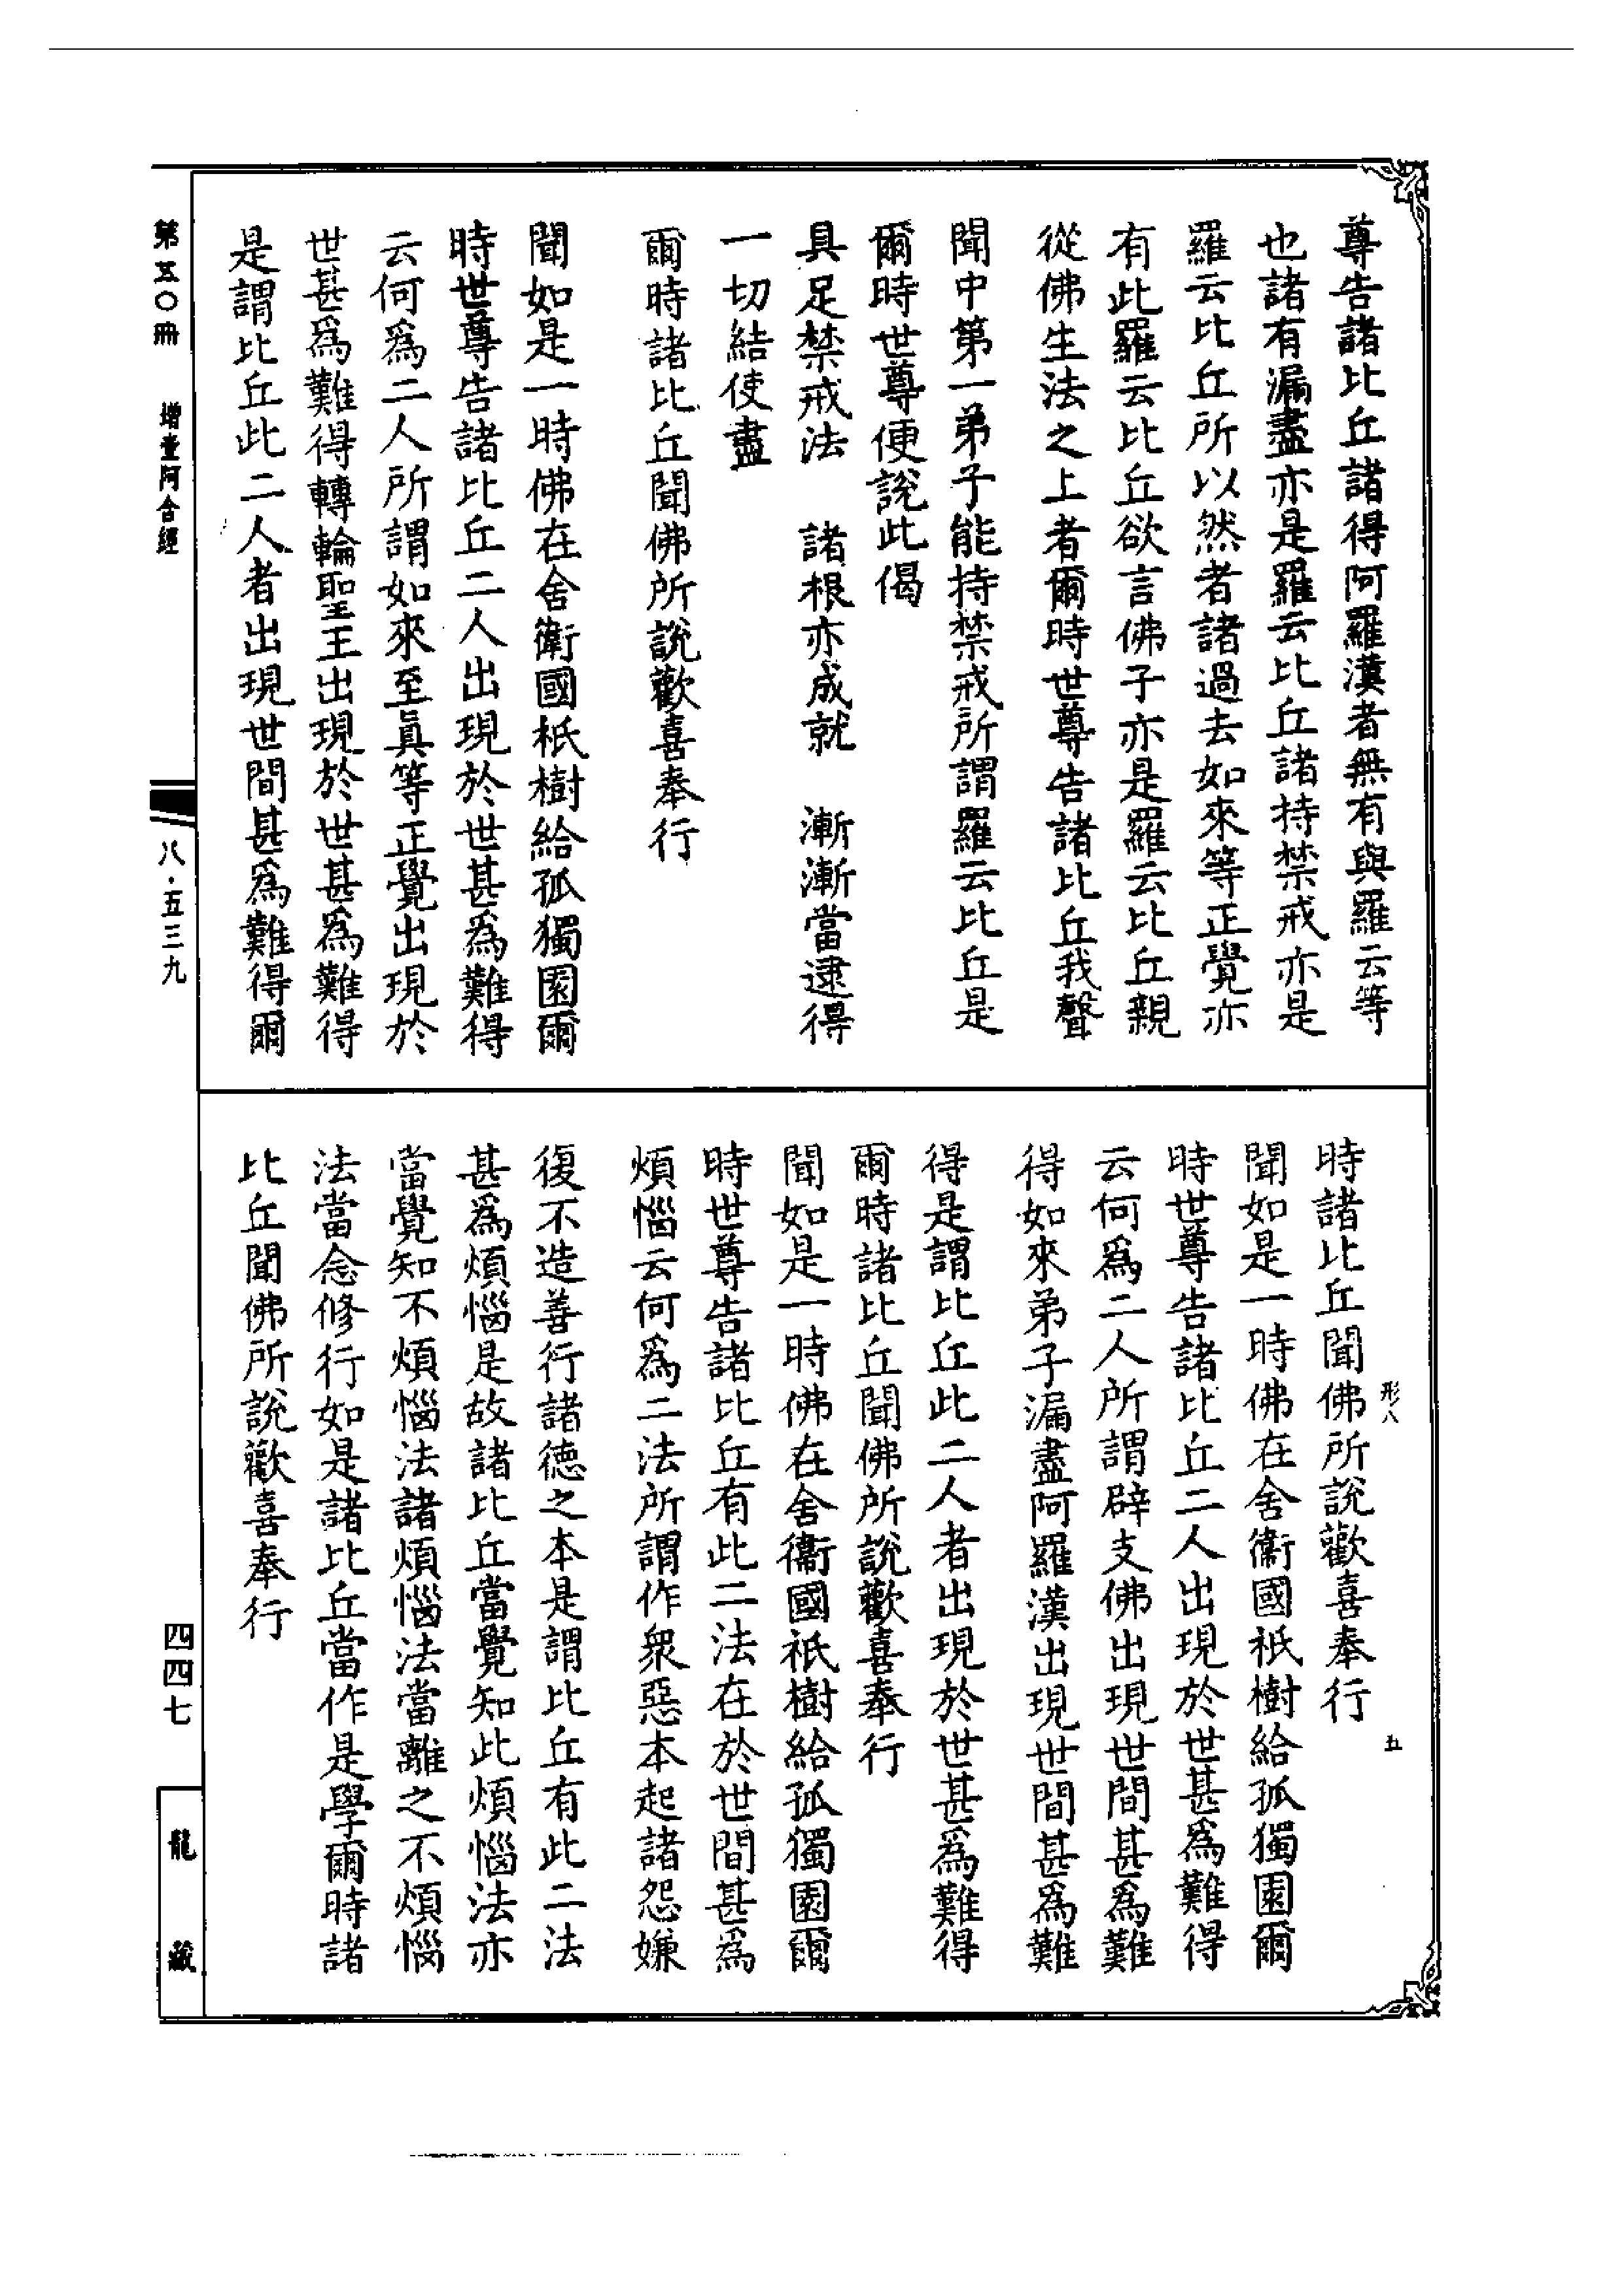 尊告諸比丘諸得阿羅漢者無有與羅云等
也諸有漏盡亦是羅云比丘諸持禁戒亦是
羅云比丘所以然者諸過去如來等正覺亦
有此羅云比丘欲言佛子亦是羅云比丘親
從佛生法之上者爾時世尊告諸比丘我聲
聞中第一弟子能持禁戒所謂羅云比丘是
爾時世尊便說此偈
具足禁戒法　諸根亦成就　漸漸當逮得
一切結使盡
爾時諸比丘聞佛所說歡喜奉行
聞如是一時佛在舍衛國祇樹給孤獨園爾
時世尊告諸比丘二人出現於世甚為難得
云何為二人所謂如來至真等正覺出現於
世甚為難得轉輪聖王出現於世甚為難得
是謂比丘此二人者出現世間甚為難得爾
形八
五
時諸比丘聞佛所說歡喜奉行
聞如是一時佛在舍衛國祇樹給孤獨園爾
時世尊告諸比丘二人出現於世甚為難得
云何為二人所謂辟支佛出現世間甚為難
得如來弟子漏盡阿羅漢出現世間甚為難
得是謂比丘此二人者出現於世甚為難得
爾時諸比丘聞佛所說歡喜奉行
聞如是一時佛在舍衛國祇樹給孤獨園爾
時世尊告諸比丘有此二法在於世間甚為
煩惱云何為二法所謂作眾惡本起諸怨嫌
復不造善行諸德之本是謂比丘有此二法
甚為煩惱是故諸比丘當覺知此煩惱法亦
當覺知不煩惱法諸煩惱法當離之不煩惱
法當念修行如是諸比丘當作是學爾時諸
比丘聞佛所說歡喜奉行
第五〇冊　增壹阿含經
八·五三九
四四七
龍藏